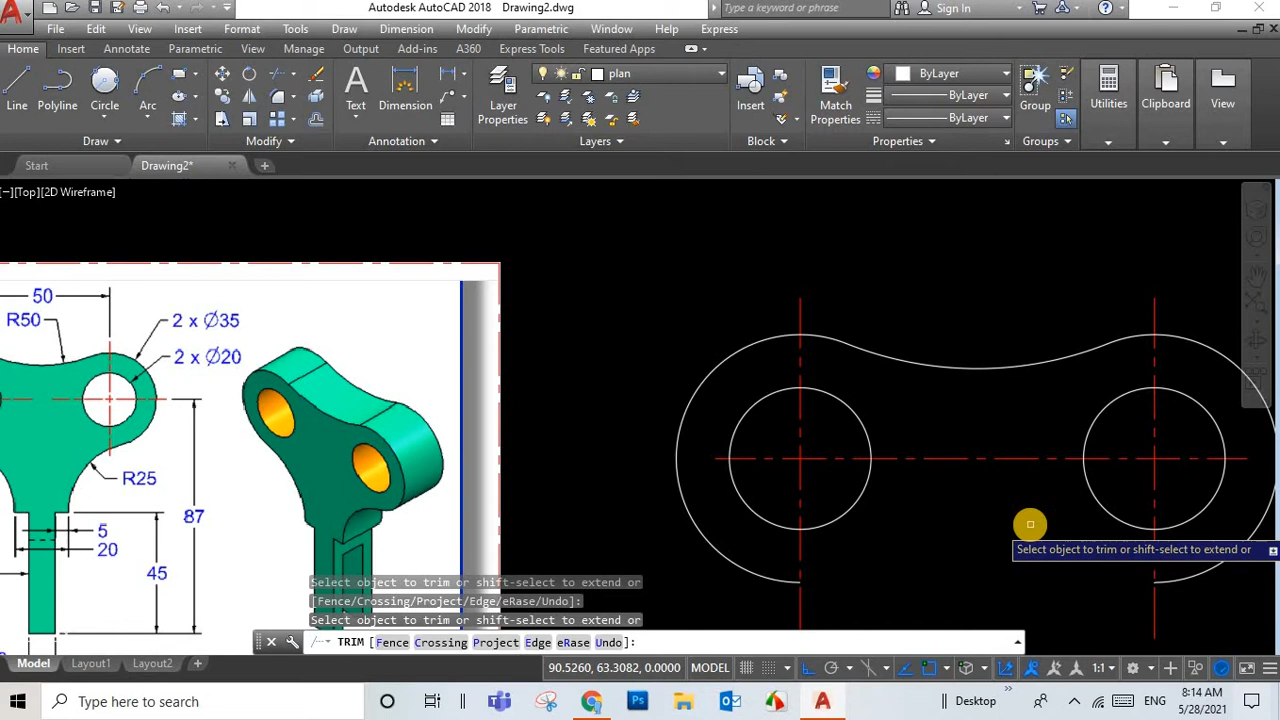 Autodesk AutoCAD 2018 Drawing2.dwg
Type a keyword or phrase
Sign In
File Edit View Insert Format Tools Draw Dimension Modify Parametric Window Help Express
Home Insert Annotate Parametric View Manage Output Add-ins A360 Express Tools Featured Apps
Line Polyline Circle Arc
Text Dimension
Layer
Properties
plan
Insert
Match
Properties
ByLayer
ByLayer
ByLayer
Group
Utilities
Clipboard
View
Draw Modify Annotation Layers Block Properties Groups
Start Drawing2*
[−][Top][2D Wireframe]
50
R50
2 x Ø35
2 x Ø20
R25
87
5
20
45
Select object to trim or shift-select to extend or
Select object to trim or shift-select to extend or
[Fence/Crossing/Project/Edge/eRase/Undo]:
Select object to trim or shift-select to extend or
TRIM [Fence Crossing Project Edge eRase Undo]:
Model Layout1 Layout2
90.5260, 63.3082, 0.0000 MODEL
1:1
Type here to search
Desktop
ENG
8:14 AM
5/28/2021